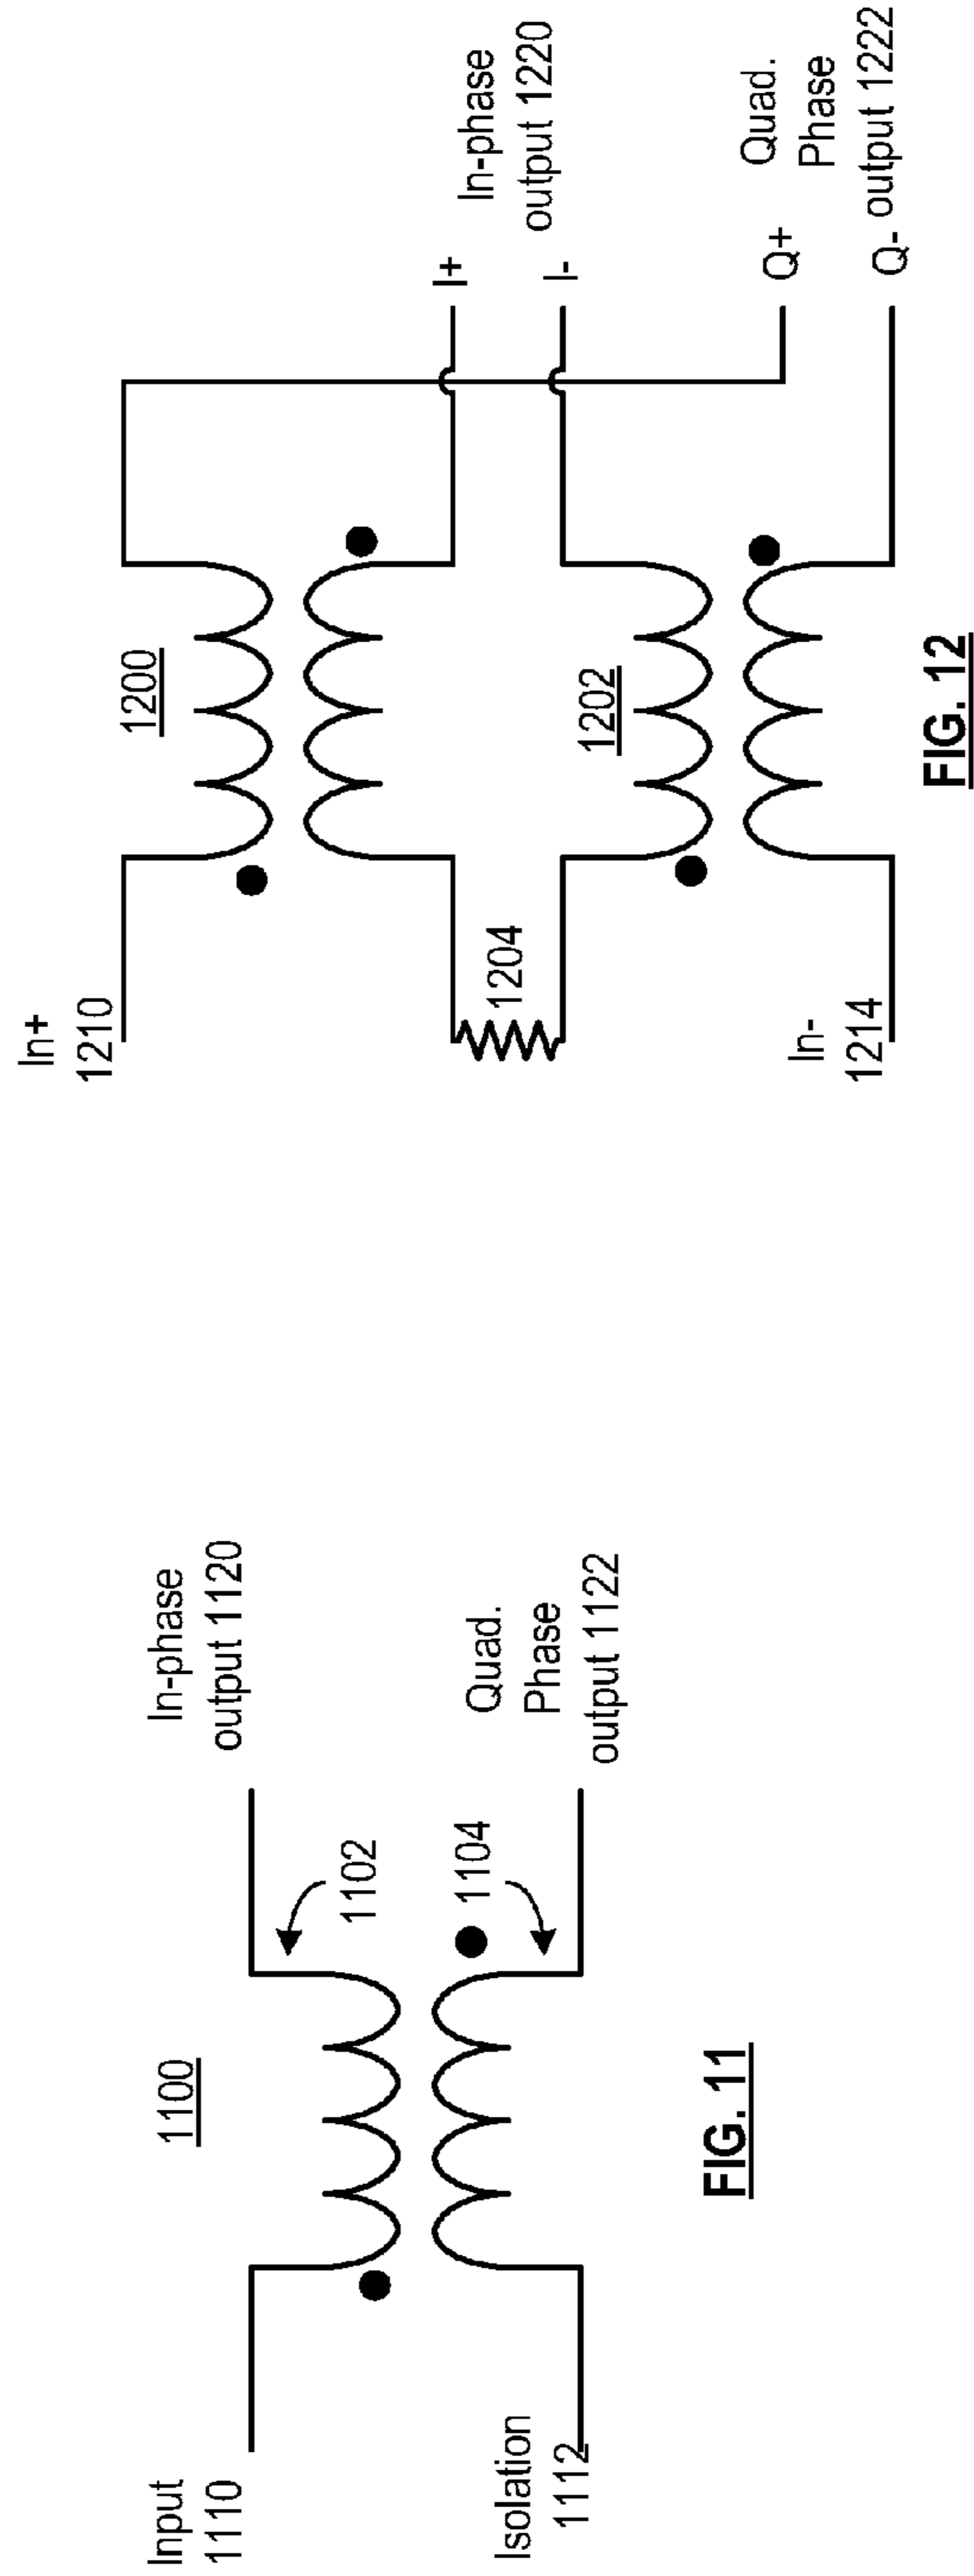 Input
1110
Isolation
1112
1100
In-phase
output 1120
1102
1104
Quad.
Phase
output 1122
FIG. 11
In+
1210
1204
In-
1214
1200
1202
I+
I-
In-phase
output 1220
Q+
Q-
Quad.
Phase
output 1222
FIG. 12